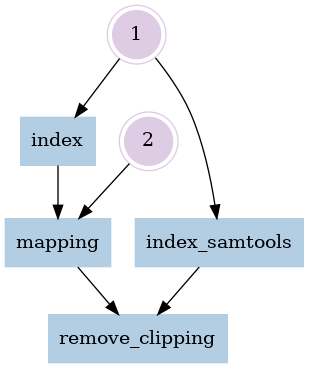 1
index
2
mapping
index_samtools
remove_clipping